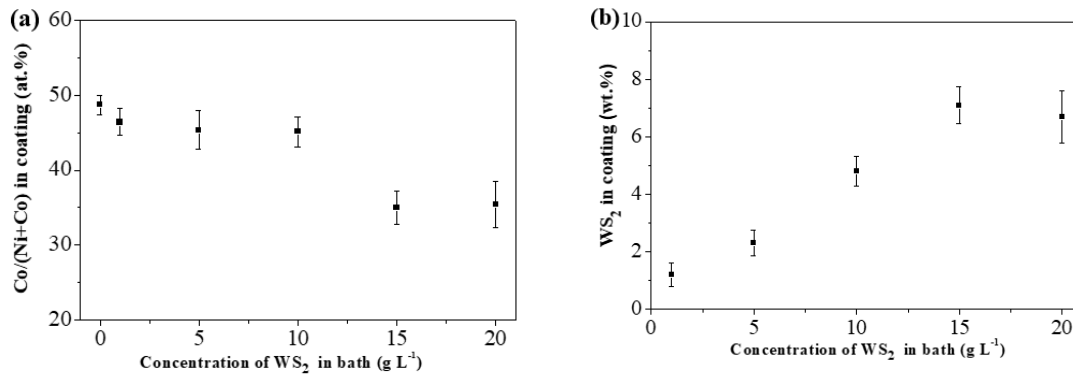 (a)
Co/(Ni+Co) in coating (at.%)
60
50
40
30
20
0 5 10 15 20
Concentration of WS2 in bath (g L-1)
(b)
WS2 in coating (wt.%)
10
8
6
4
2
0
0 5 10 15 20
Concentration of WS2 in bath (g L-1)